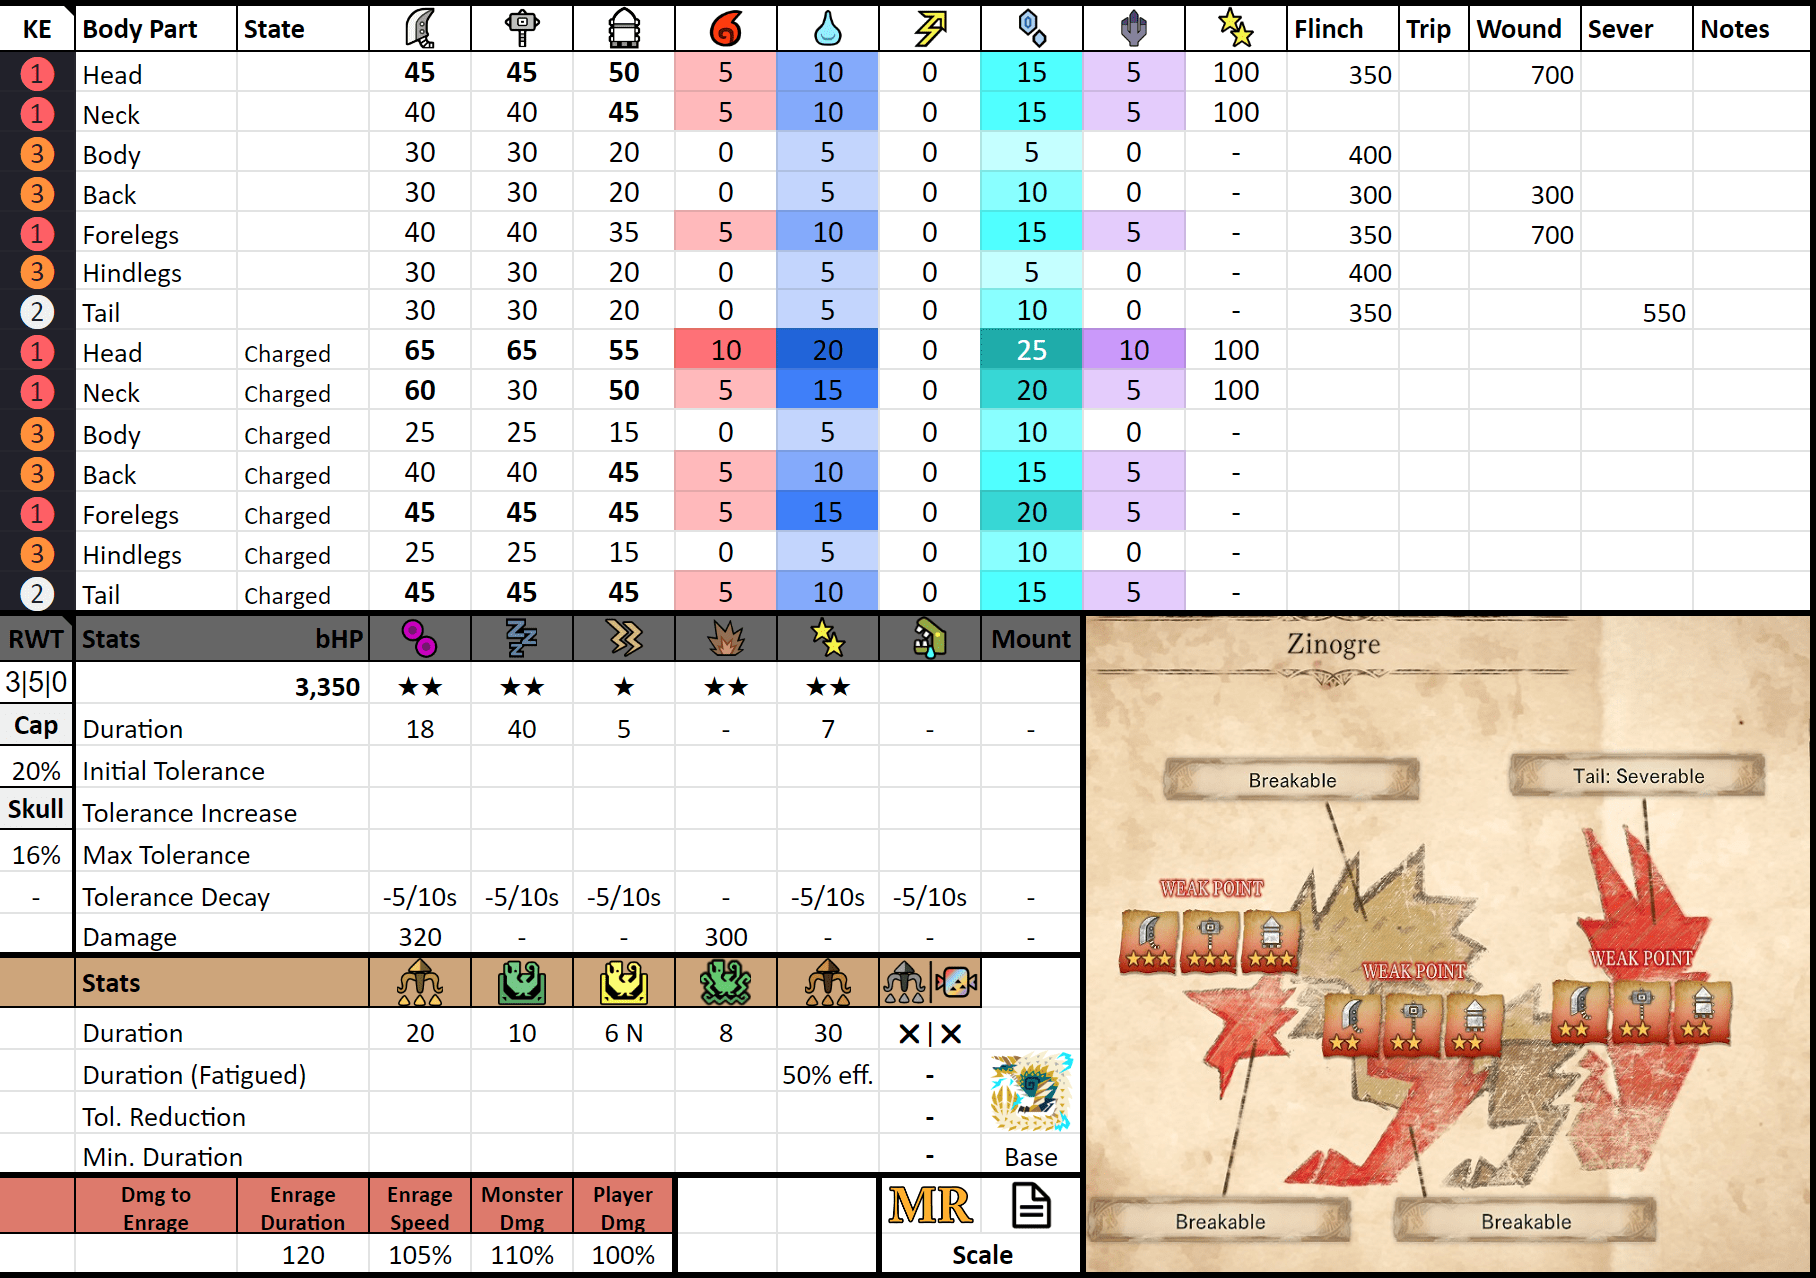 KE Body Part State Flinch Trip Wound Sever Notes
1 Head 45 45 50 5 10 0 15 5 100 350 700
1 Neck 40 40 45 5 10 0 15 5 100
3 Body 30 30 20 0 5 0 5 0 - 400
3 Back 30 30 20 0 5 0 10 0 - 300 300
1 Forelegs 40 40 35 5 10 0 15 5 - 350 700
3 Hindlegs 30 30 20 0 5 0 5 0 - 400
2 Tail 30 30 20 0 5 0 10 0 - 350 550
1 Head Charged 65 65 55 10 20 0 25 10 100
1 Neck Charged 60 30 50 5 15 0 20 5 100
3 Body Charged 25 25 15 0 5 0 10 0 -
3 Back Charged 40 40 45 5 10 0 15 5 -
1 Forelegs Charged 45 45 45 5 15 0 20 5 -
3 Hindlegs Charged 25 25 15 0 5 0 10 0 -
2 Tail Charged 45 45 45 5 10 0 15 5 -
RWT Stats bHP Mount
3|5|0 3,350 ★★ ★★ ★ ★★ ★★
Cap Duration 18 40 5 - 7 - -
20% Initial Tolerance
Skull Tolerance Increase
16% Max Tolerance
- Tolerance Decay -5/10s -5/10s -5/10s - -5/10s -5/10s -
Damage 320 - - 300 - - -
Stats
Duration 20 10 6 N 8 30 ✕|✕
Duration (Fatigued) 50% eff. -
Tol. Reduction -
Min. Duration - Base
Dmg to Enrage Enrage Duration Enrage Speed Monster Dmg Player Dmg MR
120 105% 110% 100% Scale
Zinogre
Breakable
Tail: Severable
WEAK POINT
★★★ ★★★ ★★★
WEAK POINT
★★ ★★ ★★
WEAK POINT
★★ ★★ ★★
Breakable
Breakable